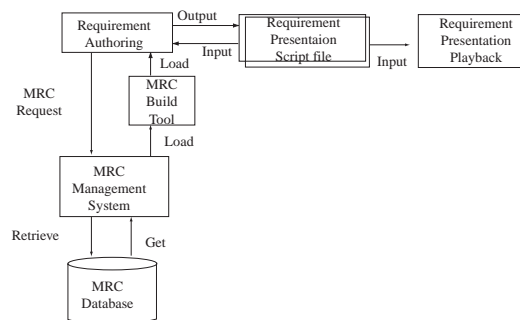 Requirement
Authoring
Output
Input
Requirement
Presentaion
Script file
Input
Requirement
Presentation
Playback
Load
MRC
Build
Tool
MRC
Request
Load
MRC
Management
System
Retrieve
Get
MRC
Database